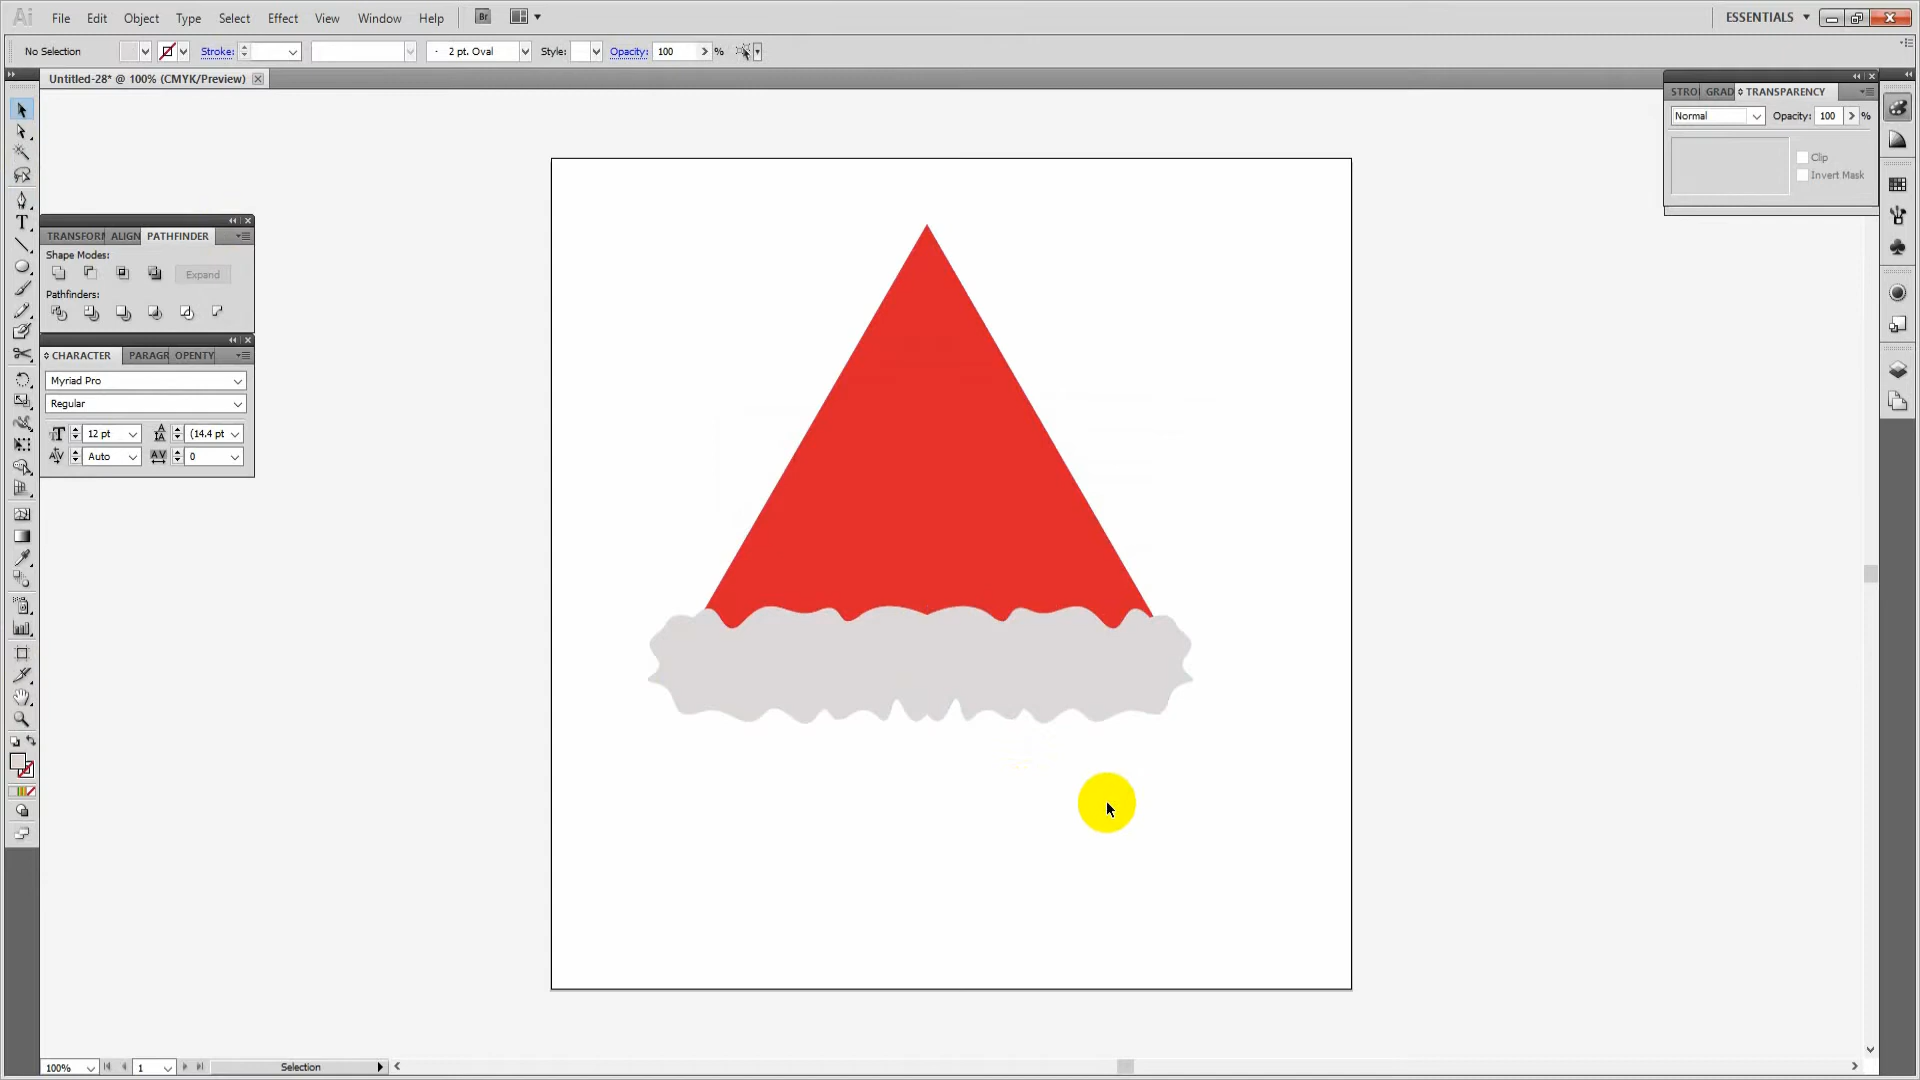 Ai File Edit Object Type Select Effect View Window Help Br ESSENTIALS
No Selection Stroke: 2 pt. Oval Style: Opacity: 100 %
Untitled-28* @ 100% (CMYK/Preview)
STRO GRAD TRANSPARENCY
Normal Opacity: 100 %
Clip
Invert Mask
TRANSFORM ALIGN PATHFINDER
Shape Modes:
Expand
Pathfinders:
CHARACTER PARAGR OPENTY
Myriad Pro
Regular
12 pt (14.4 pt
Auto 0
100% 1 Selection